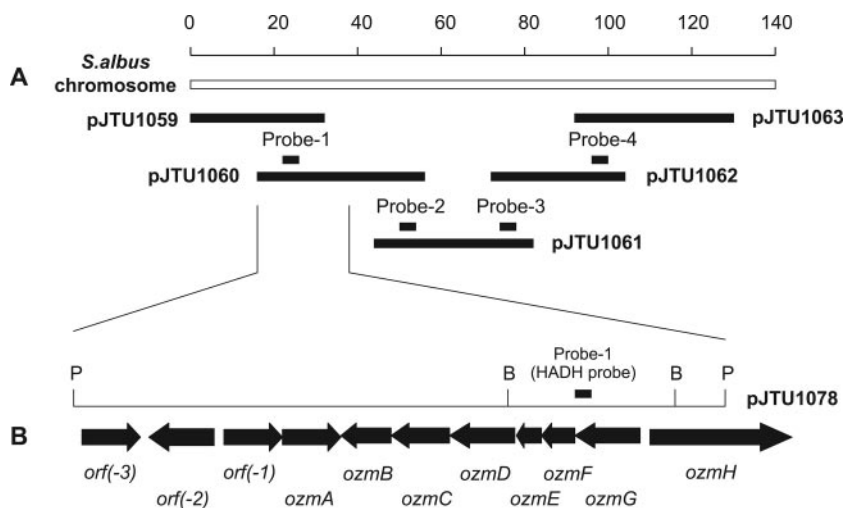 0 20 40 60 80 100 120 140
A
S.albus
chromosome
pJTU1059
pJTU1063
Probe-1
Probe-4
pJTU1060
pJTU1062
Probe-2
Probe-3
pJTU1061
Probe-1
(HADH probe)
P B B P
pJTU1078
B
orf(-3) orf(-1) ozmB ozmD ozmF ozmH
orf(-2) ozmA ozmC ozmE ozmG